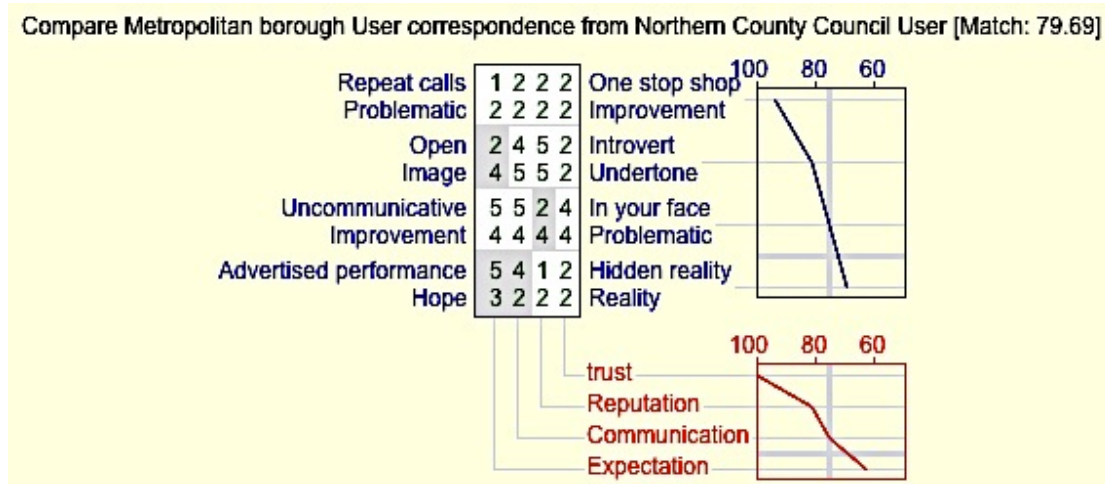 Compare Metropolitan borough User correspondence from Northern County Council User [Match: 79.69]
100 80 60
Repeat calls 1 2 2 2 One stop shop
Problematic 2 2 2 2 Improvement
Open 2 4 5 2 Introvert
Image 4 5 5 2 Undertone
Uncommunicative 5 5 2 4 In your face
Improvement 4 4 4 4 Problematic
Advertised performance 5 4 1 2 Hidden reality
Hope 3 2 2 2 Reality
100 80 60
trust
Reputation
Communication
Expectation